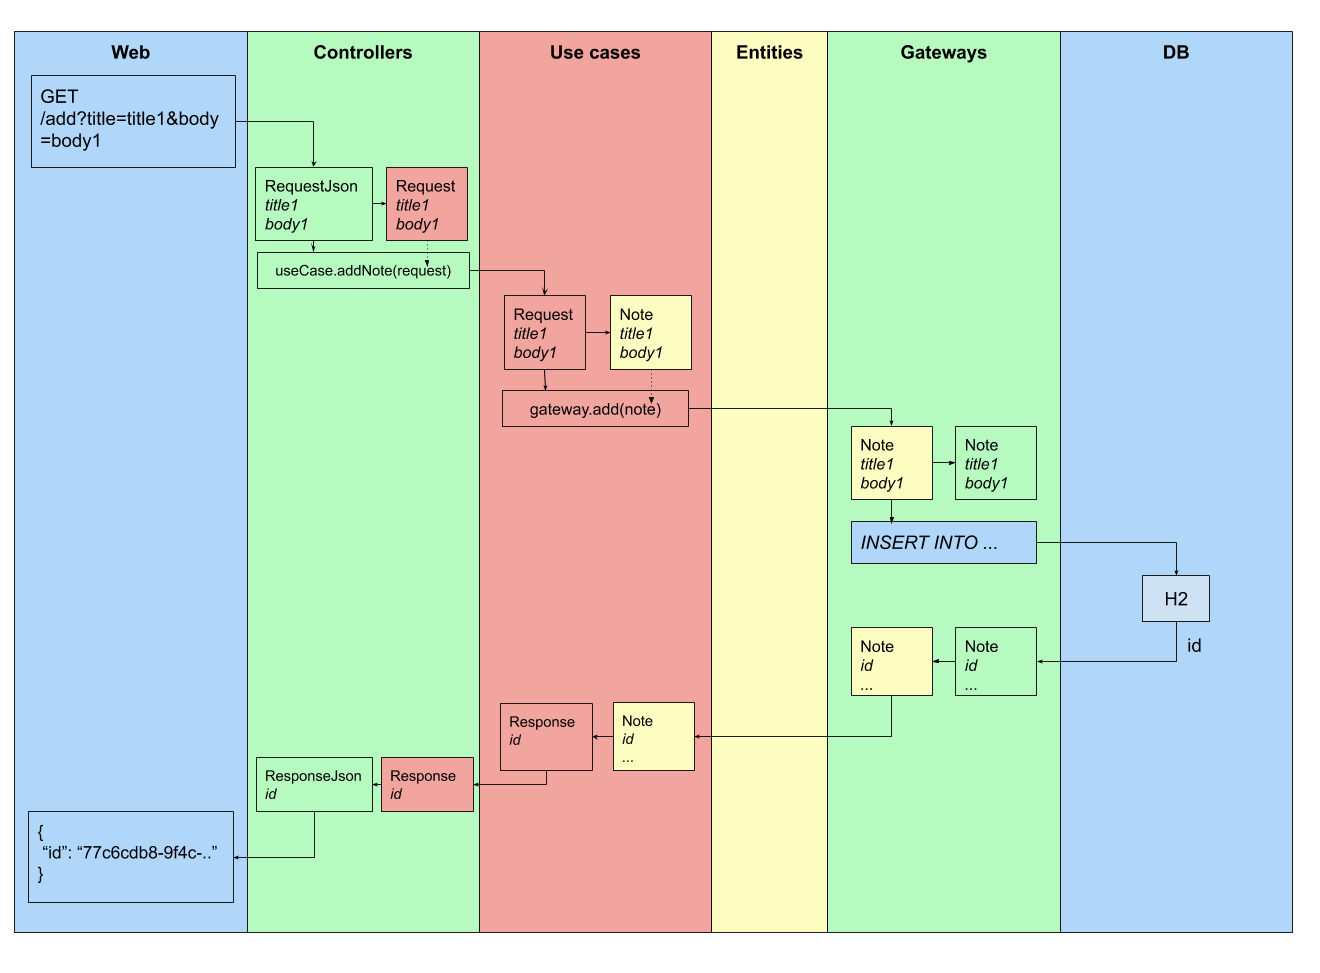 Web
Controllers
Use cases
Entities
Gateways
DB
GET
/add?title=title1&body
=body1
RequestJson
title1
body1
Request
title1
body1
useCase.addNote(request)
Request
title1
body1
Note
title1
body1
gateway.add(note)
Note
title1
body1
Note
title1
body1
INSERT INTO ...
H2
id
Note
id
...
Note
id
...
Response
id
Note
id
...
ResponseJson
id
Response
id
{
“id”: “77c6cdb8-9f4c-..”
}